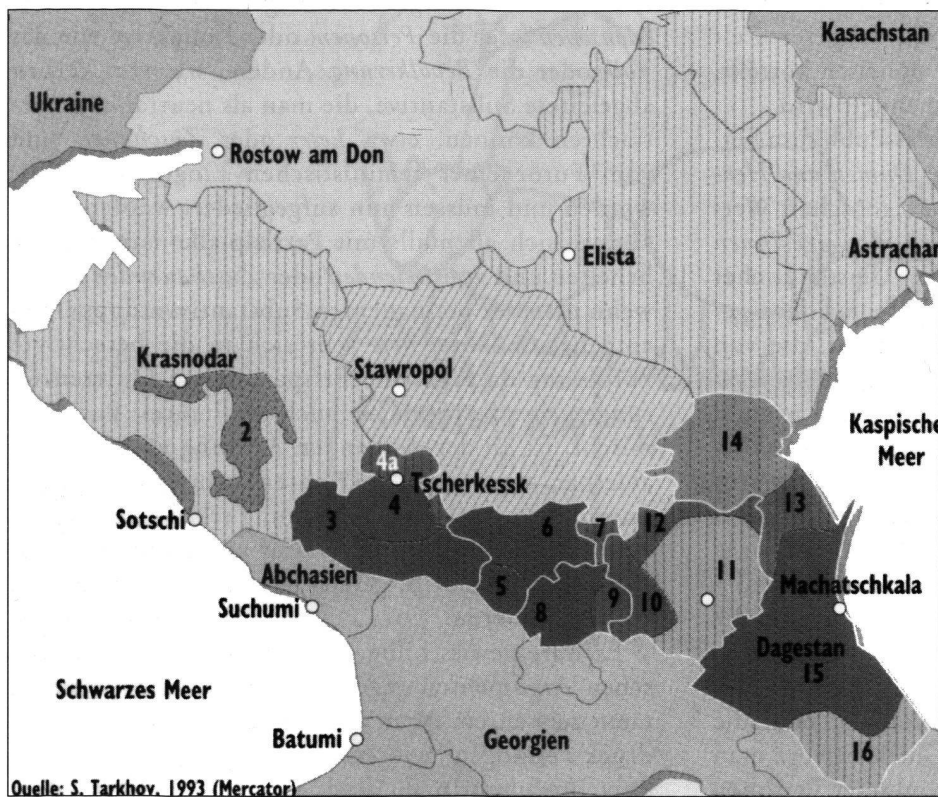 Kasachstan
Ukraine
Rostow am Don
Elista
Astrachan
Krasnodar
Stawropol
2
14
Kaspische
Meer
4a
Tscherkessk
13
3
4
6
7
12
Sotschi
11
Abchasien
5
Machatschkala
Suchumi
8
9
10
Dagestan
15
Schwarzes Meer
Batumi
Georgien
16
Quelle: S. Tarkhov, 1993 (Mercator)